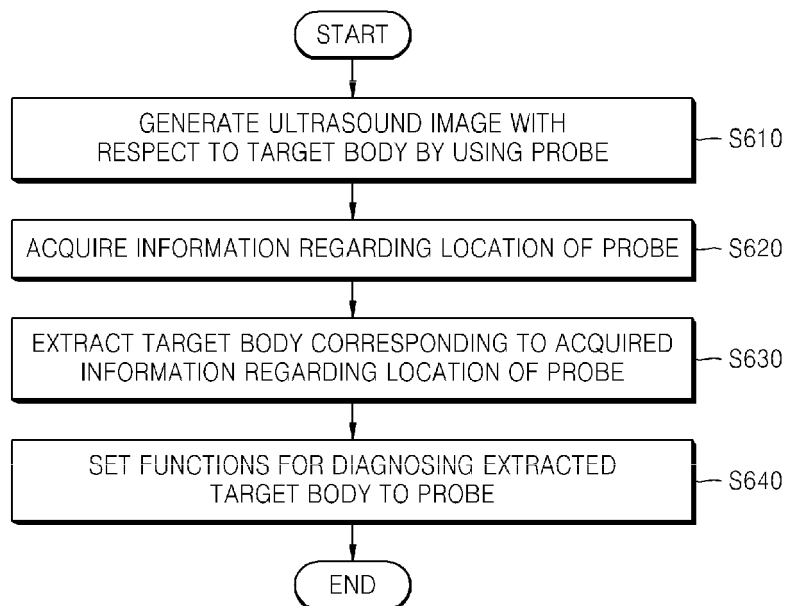 START
GENERATE ULTRASOUND IMAGE WITH
RESPECT TO TARGET BODY BY USING PROBE
S610
ACQUIRE INFORMATION REGARDING LOCATION OF PROBE
S620
EXTRACT TARGET BODY CORRESPONDING TO ACQUIRED
INFORMATION REGARDING LOCATION OF PROBE
S630
SET FUNCTIONS FOR DIAGNOSING EXTRACTED
TARGET BODY TO PROBE
S640
END